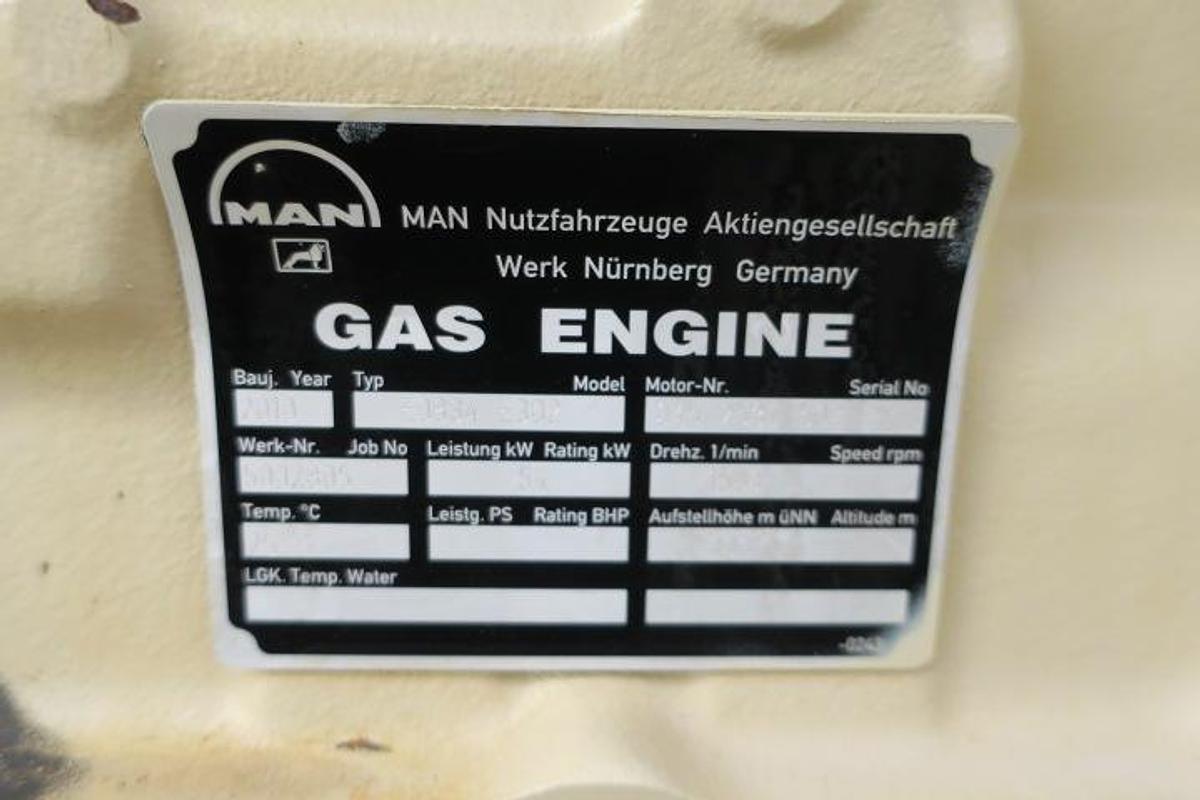 MAN
MAN Nutzfahrzeuge Aktiengesellschaft
Werk Nürnberg Germany
GAS ENGINE
Bauj. Year Typ Model Motor-Nr. Serial No
Werk-Nr. Job No Leistung kW Rating kW Drehz. 1/min Speed rpm
Temp. °C Leistg. PS Rating BHP Aufstellhöhe m üNN Altitude m
LGK. Temp. Water